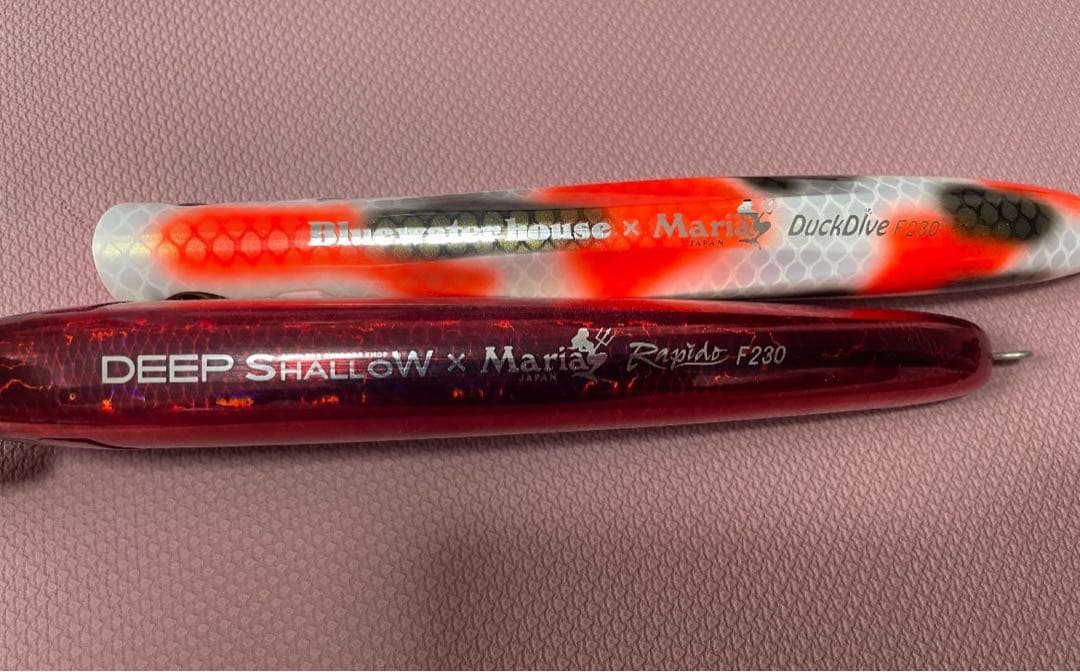 Bluewaterhouse × Maria JAPAN DuckDive F230
DEEP SHALLOW × Maria JAPAN Rapido F230